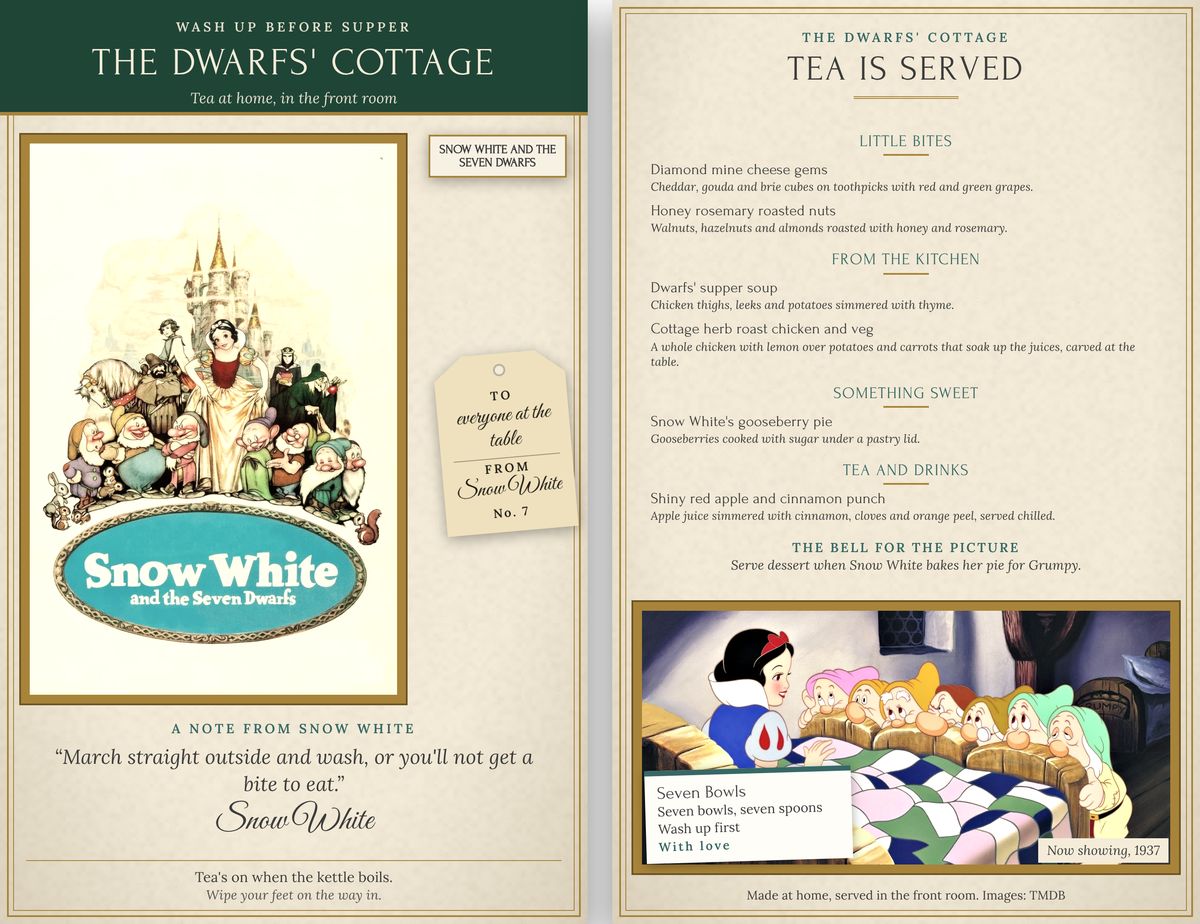 WASH UP BEFORE SUPPER
THE DWARFS' COTTAGE
Tea at home, in the front room
SNOW WHITE AND THE
SEVEN DWARFS
Snow White
and the Seven Dwarfs
TO
everyone at the
table
FROM
Snow White
No. 7
A NOTE FROM SNOW WHITE
“March straight outside and wash, or you'll not get a
bite to eat.”
Snow White
Tea's on when the kettle boils.
Wipe your feet on the way in.
THE DWARFS' COTTAGE
TEA IS SERVED
LITTLE BITES
Diamond mine cheese gems
Cheddar, gouda and brie cubes on toothpicks with red and green grapes.
Honey rosemary roasted nuts
Walnuts, hazelnuts and almonds roasted with honey and rosemary.
FROM THE KITCHEN
Dwarfs' supper soup
Chicken thighs, leeks and potatoes simmered with thyme.
Cottage herb roast chicken and veg
A whole chicken with lemon over potatoes and carrots that soak up the juices, carved at the
table.
SOMETHING SWEET
Snow White's gooseberry pie
Gooseberries cooked with sugar under a pastry lid.
TEA AND DRINKS
Shiny red apple and cinnamon punch
Apple juice simmered with cinnamon, cloves and orange peel, served chilled.
THE BELL FOR THE PICTURE
Serve dessert when Snow White bakes her pie for Grumpy.
GRUMPY
Seven Bowls
Seven bowls, seven spoons
Wash up first
With love
Now showing, 1937
Made at home, served in the front room. Images: TMDB